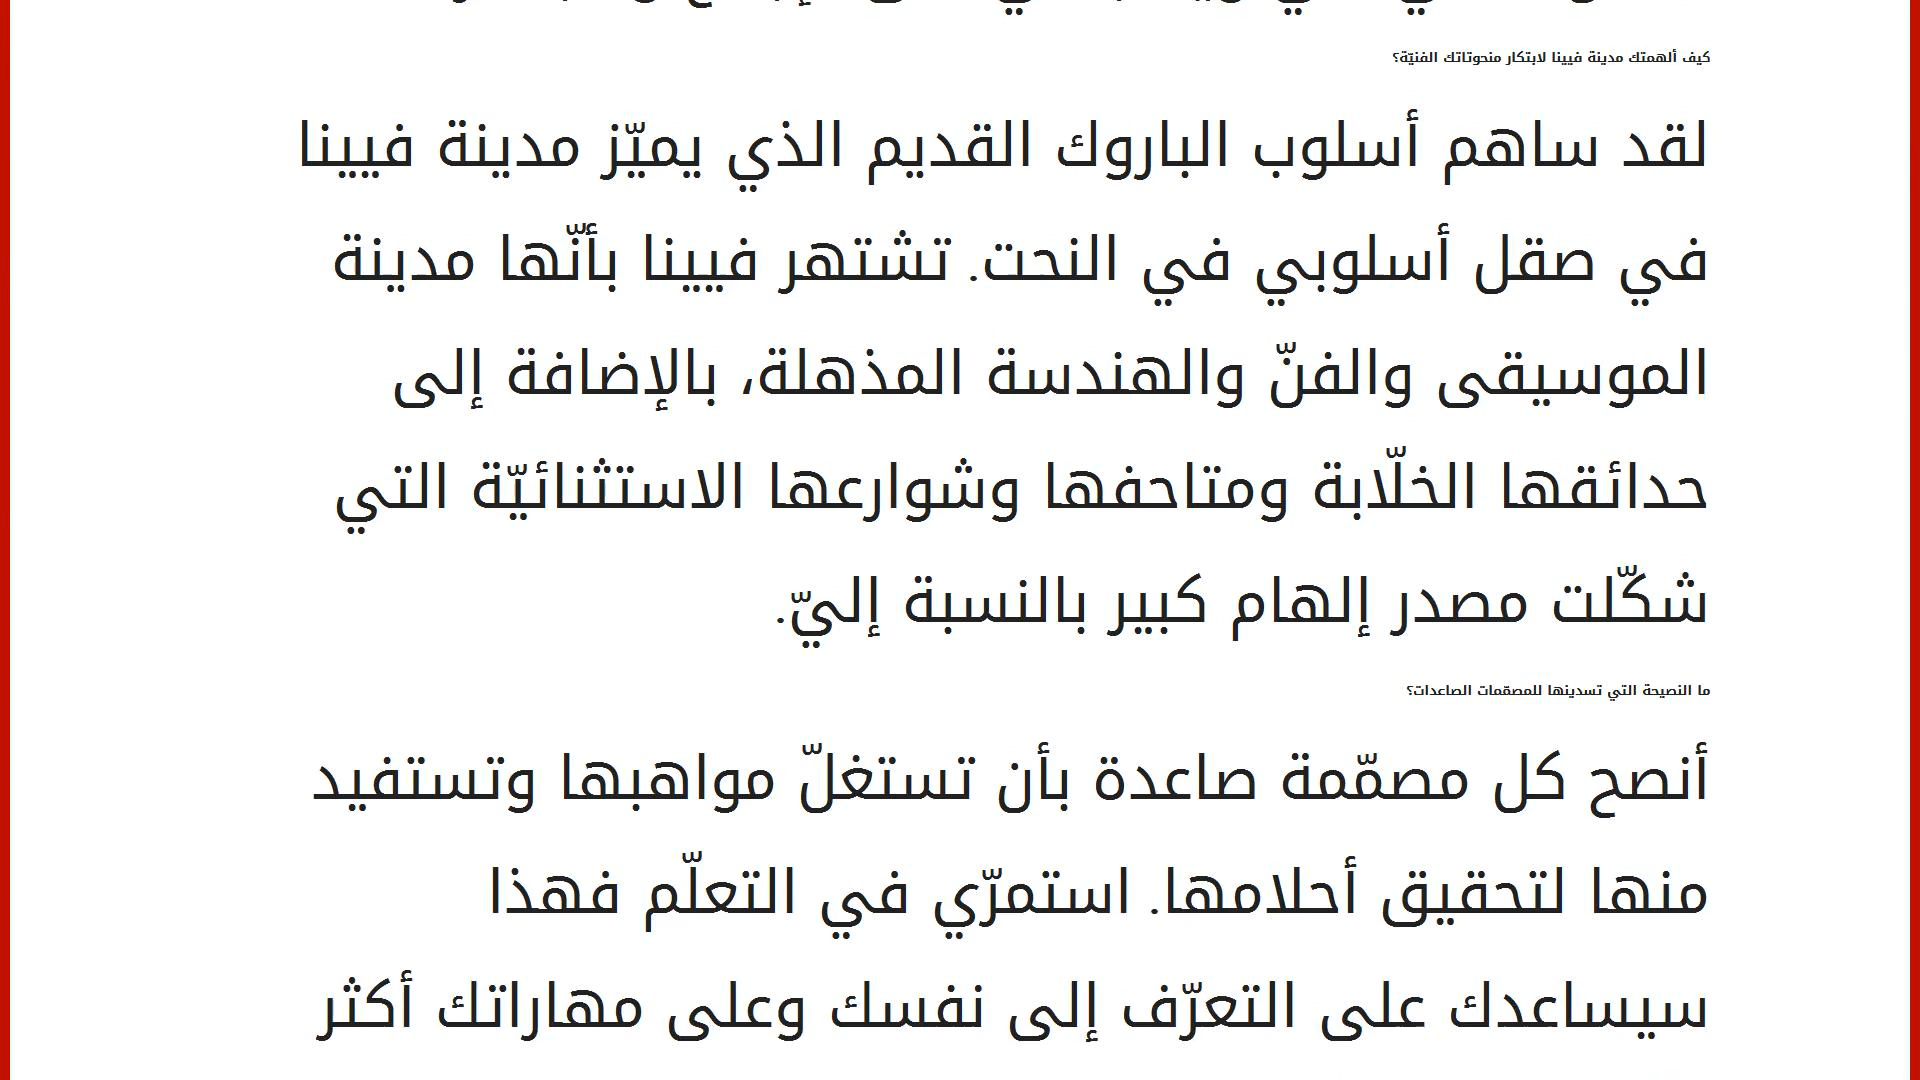 كيف ألهمتك مدينة فيينا لابتكار منحوتاتك الفنيّة؟
لقد ساهم أسلوب الباروك القديم الذي يميّز مدينة فيينا
في صقل أسلوبي في النحت. تشتهر فيينا بأنّها مدينة
الموسيقى والفنّ والهندسة المذهلة، بالإضافة إلى
حدائقها الخلّابة ومتاحفها وشوارعها الاستثنائيّة التي
شكّلت مصدر إلهام كبير بالنسبة إليّ.
ما النصيحة التي تسدينها للمصمّمات الصاعدات؟
أنصح كل مصمّمة صاعدة بأن تستغلّ مواهبها وتستفيد
منها لتحقيق أحلامها. استمرّي في التعلّم فهذا
سيساعدك على التعرّف إلى نفسك وعلى مهاراتك أكثر